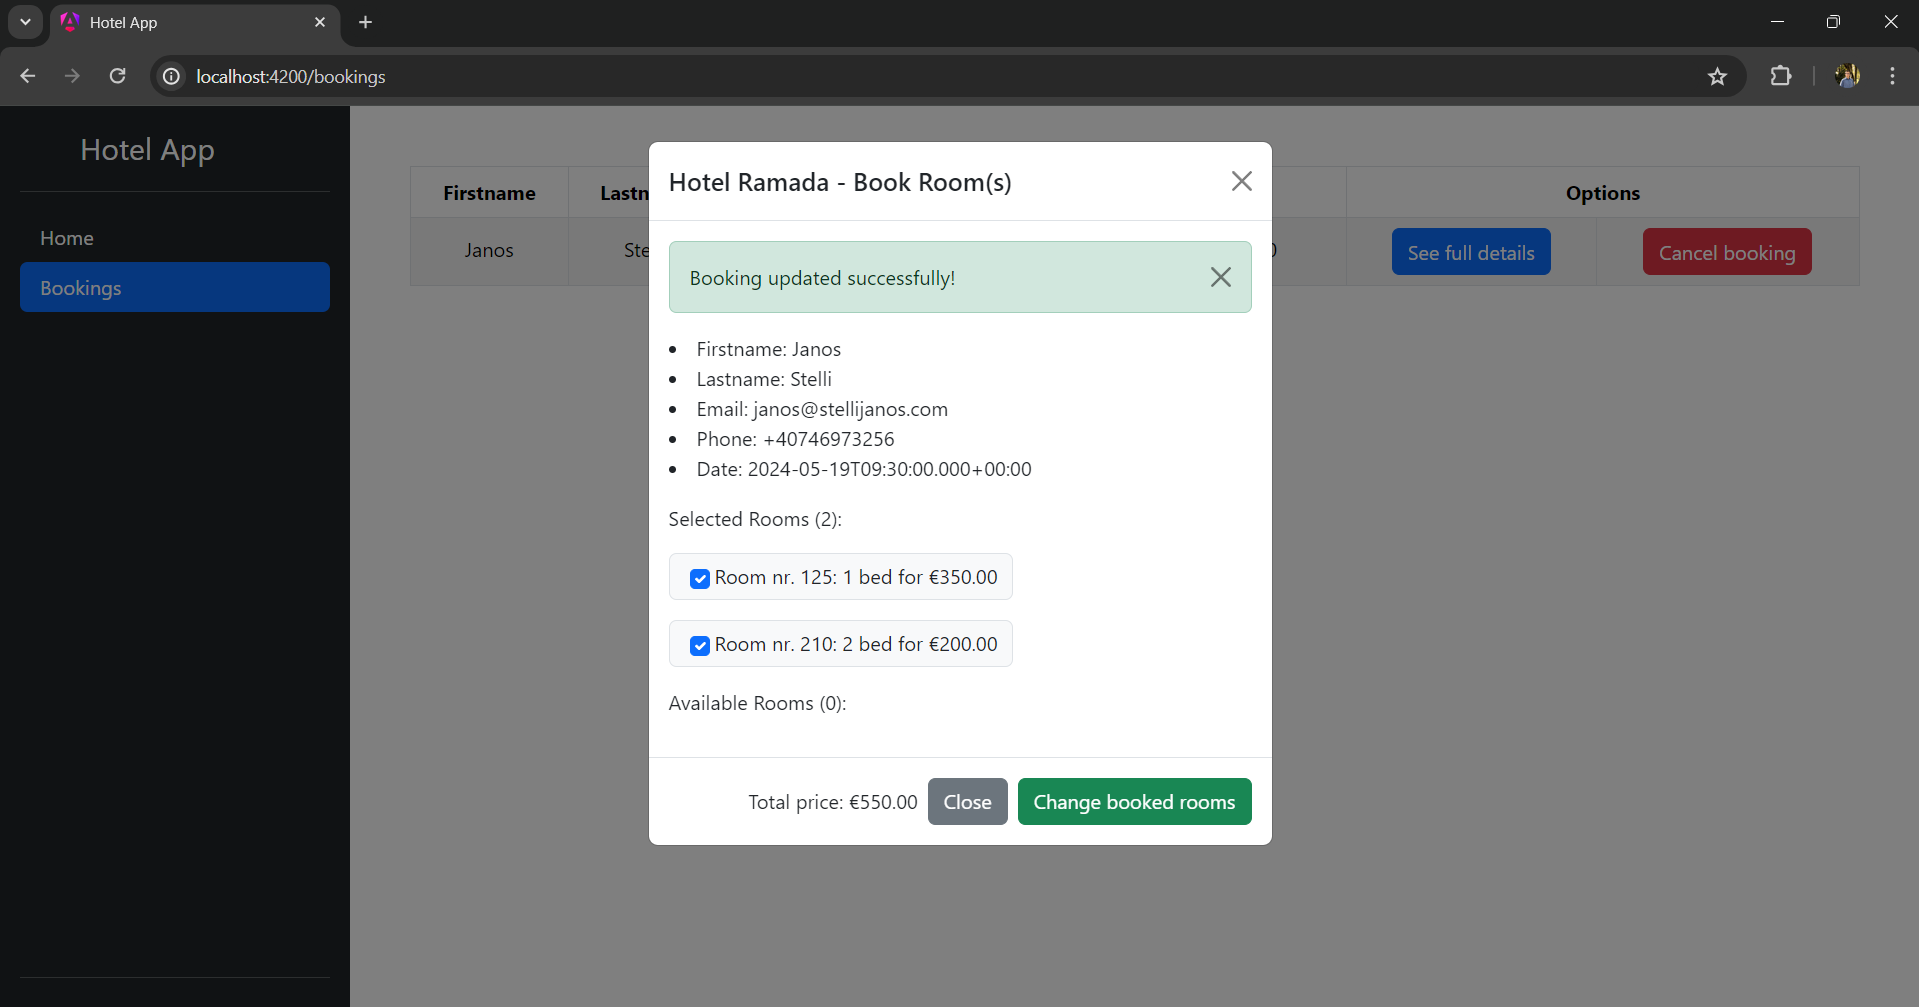 Hotel App
localhost:4200/bookings
Hotel App
Home
Bookings
Firstname Lastn Options
Janos Ste 0 See full details Cancel booking
Hotel Ramada - Book Room(s)
Booking updated successfully!
Firstname: Janos
Lastname: Stelli
Email: janos@stellijanos.com
Phone: +40746973256
Date: 2024-05-19T09:30:00.000+00:00
Selected Rooms (2):
Room nr. 125: 1 bed for €350.00
Room nr. 210: 2 bed for €200.00
Available Rooms (0):
Total price: €550.00 Close Change booked rooms